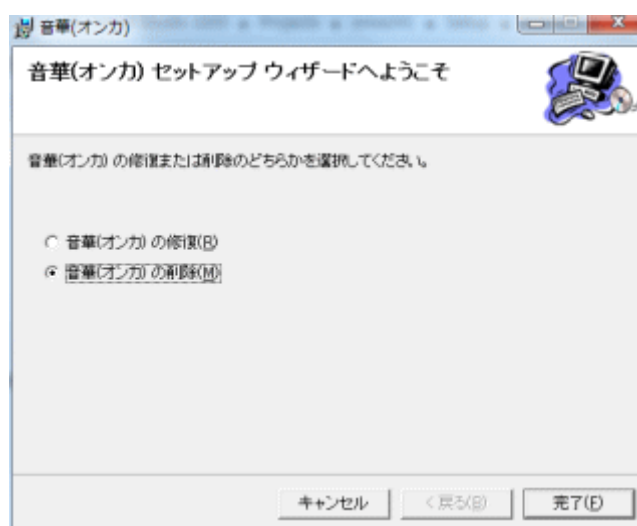 音華(オンカ)
音華(オンカ) セットアップ ウィザードへようこそ
音華(オンカ) の修復または削除のどちらかを選択してください。
音華(オンカ) の修復(R)
音華(オンカ) の削除(M)
キャンセル
< 戻る(B)
完了(F)